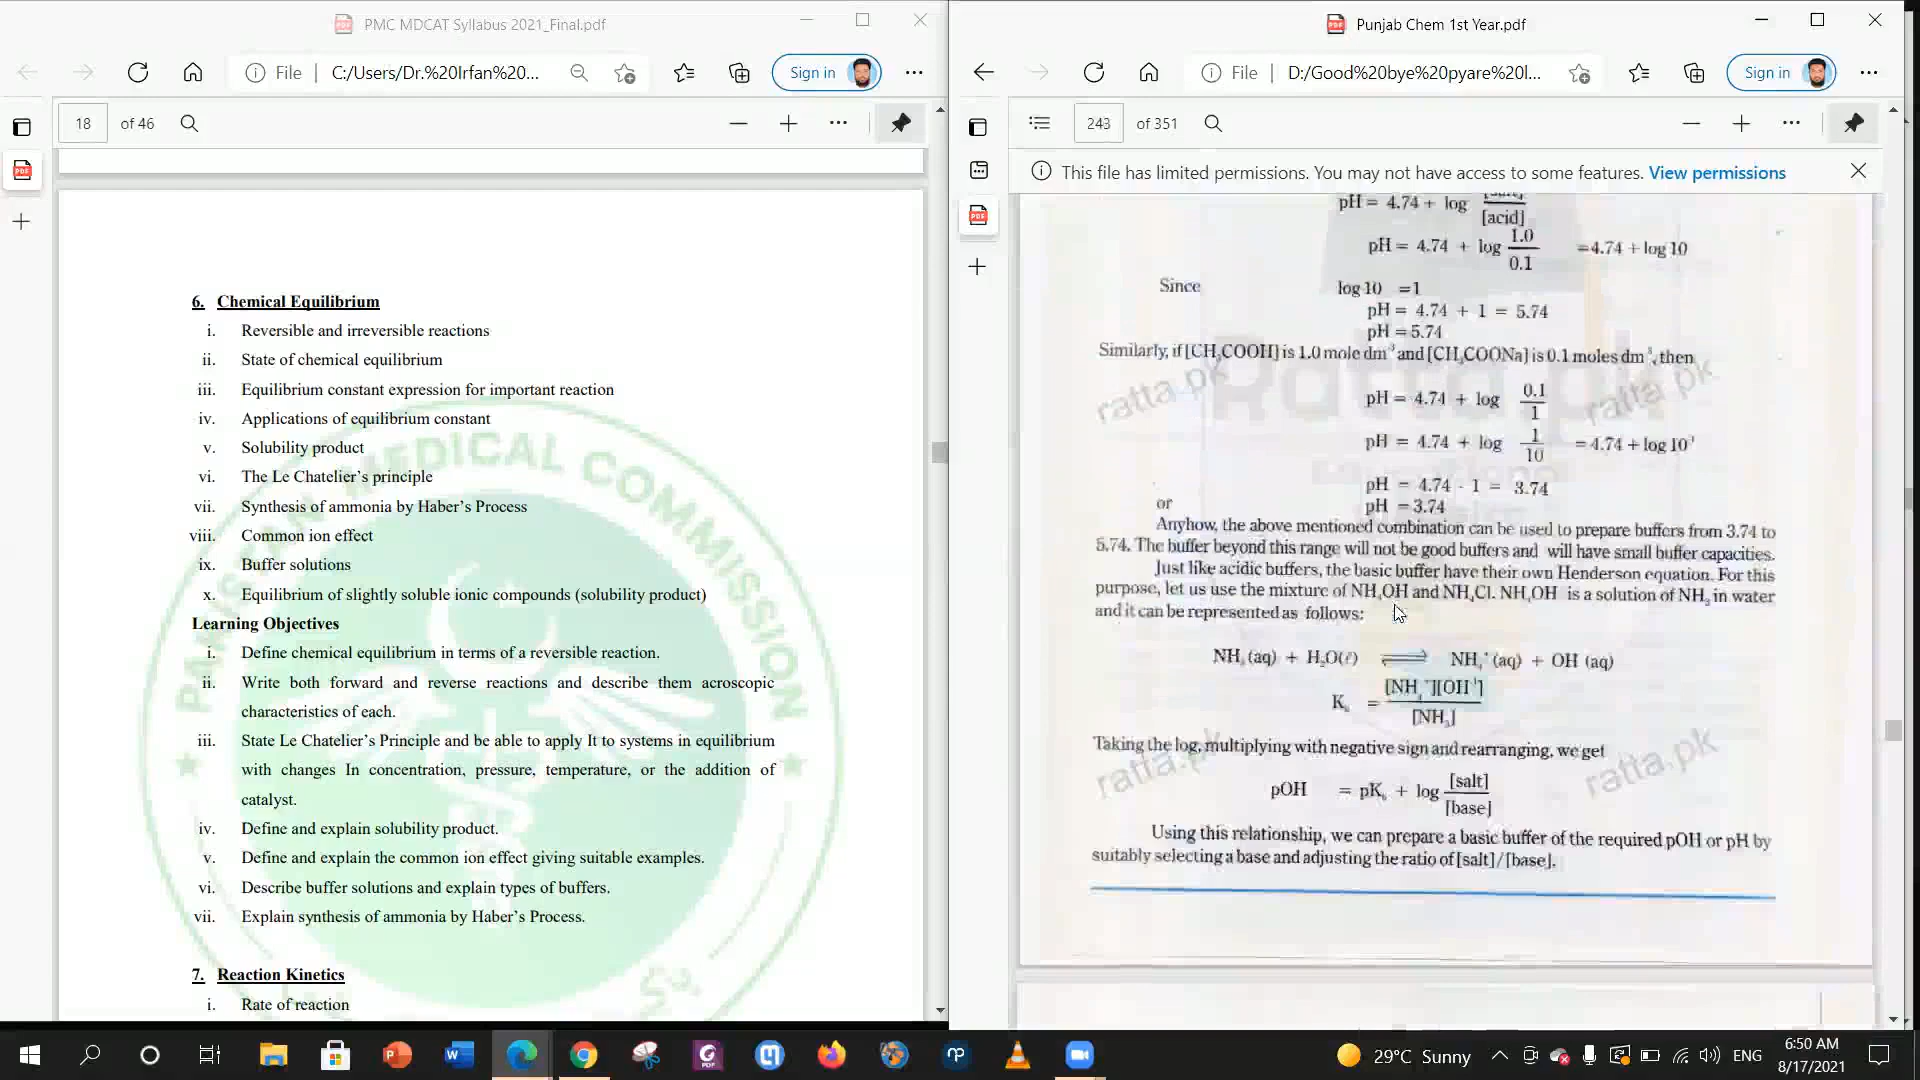 PMC MDCAT Syllabus 2021_Final.pdf
File
C:/Users/Dr.%20Irfan%20...
Sign in
18 of 46
6. Chemical Equilibrium
i. Reversible and irreversible reactions
ii. State of chemical equilibrium
iii. Equilibrium constant expression for important reaction
iv. Applications of equilibrium constant
v. Solubility product
vi. The Le Chatelier's principle
vii. Synthesis of ammonia by Haber's Process
viii. Common ion effect
ix. Buffer solutions
x. Equilibrium of slightly soluble ionic compounds (solubility product)
Learning Objectives
i. Define chemical equilibrium in terms of a reversible reaction.
ii. Write both forward and reverse reactions and describe them acroscopic
characteristics of each.
iii. State Le Chatelier's Principle and be able to apply It to systems in equilibrium
with changes In concentration, pressure, temperature, or the addition of
catalyst.
iv. Define and explain solubility product.
v. Define and explain the common ion effect giving suitable examples.
vi. Describe buffer solutions and explain types of buffers.
vii. Explain synthesis of ammonia by Haber's Process.
7. Reaction Kinetics
i. Rate of reaction
PAKISTAN MEDICAL COMMISSION
Punjab Chem 1st Year.pdf
File
D:/Good%20bye%20pyare%20l...
Sign in
243 of 351
This file has limited permissions. You may not have access to some features. View permissions
pH = 4.74 + log [salt]/[acid]
pH = 4.74 + log 1.0/0.1 = 4.74 + log 10
Since log 10 = 1
pH = 4.74 + 1 = 5.74
pH = 5.74
Similarly, if [CH₃COOH] is 1.0 mole dm⁻³ and [CH₃COONa] is 0.1 moles dm⁻³, then
pH = 4.74 + log 0.1/1
pH = 4.74 + log 1/10 = 4.74 + log 10⁻¹
pH = 4.74 - 1 = 3.74
or pH = 3.74
Anyhow, the above mentioned combination can be used to prepare buffers from 3.74 to
5.74. The buffer beyond this range will not be good buffers and will have small buffer capacities.
Just like acidic buffers, the basic buffer have their own Henderson equation. For this
purpose, let us use the mixture of NH₄OH and NH₄Cl. NH₄OH is a solution of NH₃ in water
and it can be represented as follows:
NH₃(aq) + H₂O(ℓ) ⇌ NH₄⁺(aq) + OH⁻(aq)
K_b = [NH₄⁺][OH⁻]/[NH₃]
Taking the log, multiplying with negative sign and rearranging, we get
pOH = pK_b + log [salt]/[base]
Using this relationship, we can prepare a basic buffer of the required pOH or pH by
suitably selecting a base and adjusting the ratio of [salt]/[base].
Ratta.pk
ratta.pk
ratta.pk
ratta.pk
ratta.pk
29°C Sunny
ENG
6:50 AM
8/17/2021